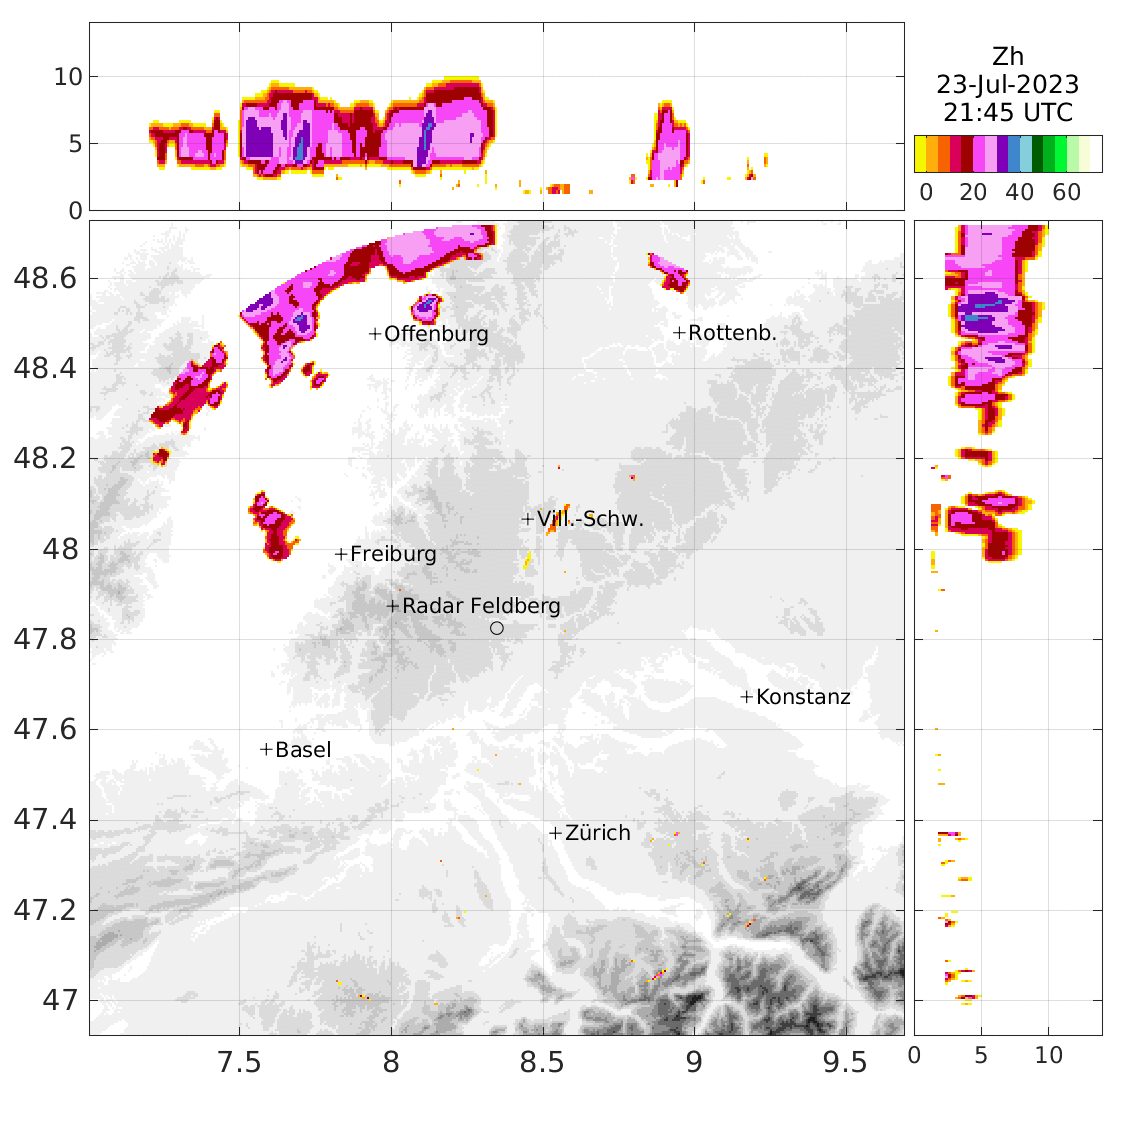 Zh
23-Jul-2023
21:45 UTC
0 20 40 60
10
5
0
48.6
48.4
48.2
48
47.8
47.6
47.4
47.2
47
Offenburg
Rottenb.
Vill.-Schw.
Freiburg
Radar Feldberg
Konstanz
Basel
Zürich
7.5 8 8.5 9 9.5
0 5 10